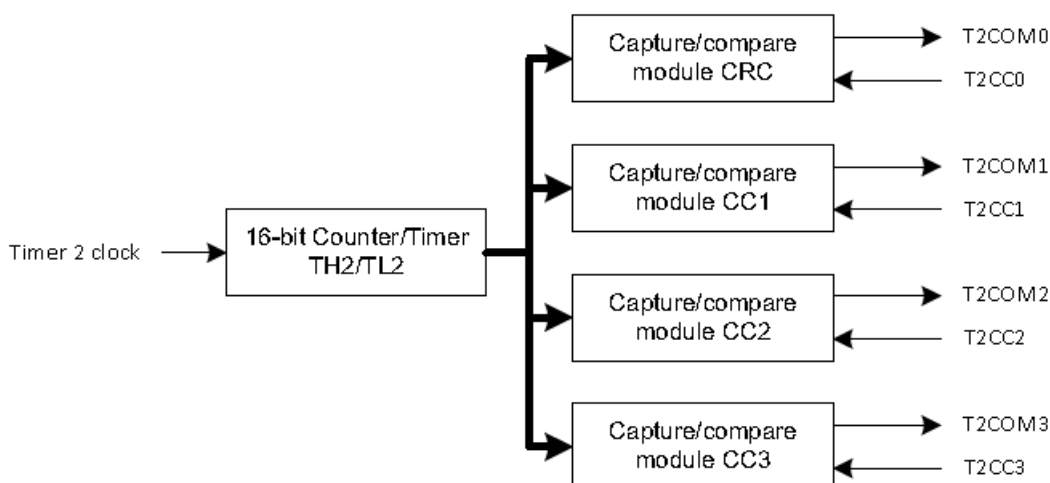 Capture/compare
module CRC
T2COM0
T2CC0
Capture/compare
module CC1
T2COM1
T2CC1
Timer 2 clock
16-bit Counter/Timer
TH2/TL2
Capture/compare
module CC2
T2COM2
T2CC2
Capture/compare
module CC3
T2COM3
T2CC3